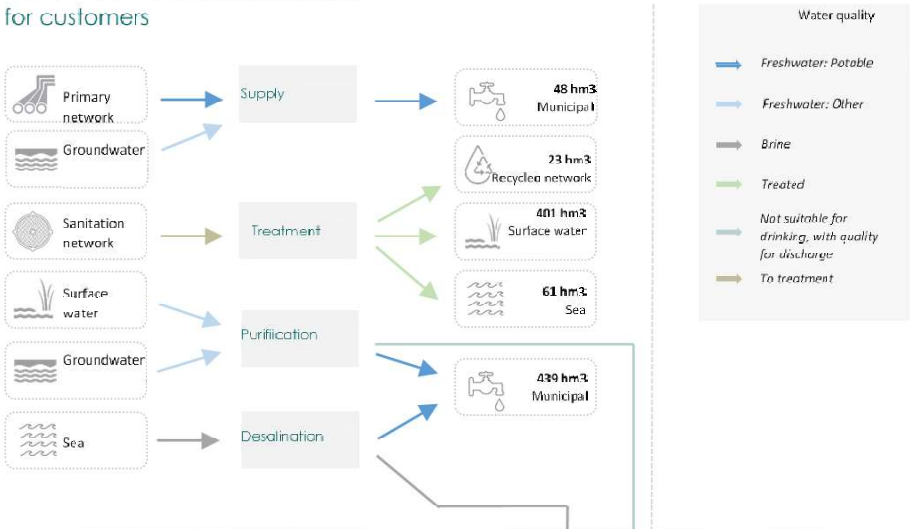 for customers
Water quality
Freshwater: Potable
Freshwater: Other
Brine
Treated
Not suitable for
drinking, with quality
for discharge
To treatment
Primary
network
Supply
48 hm3
Municipal
Groundwater
23 hm3
Recycled network
Sanitation
network
Treatment
401 hm3
Surface water
61 hm3
Sea
Surface
water
Purifiication
Groundwater
439 hm3
Municipal
Sea
Desalination